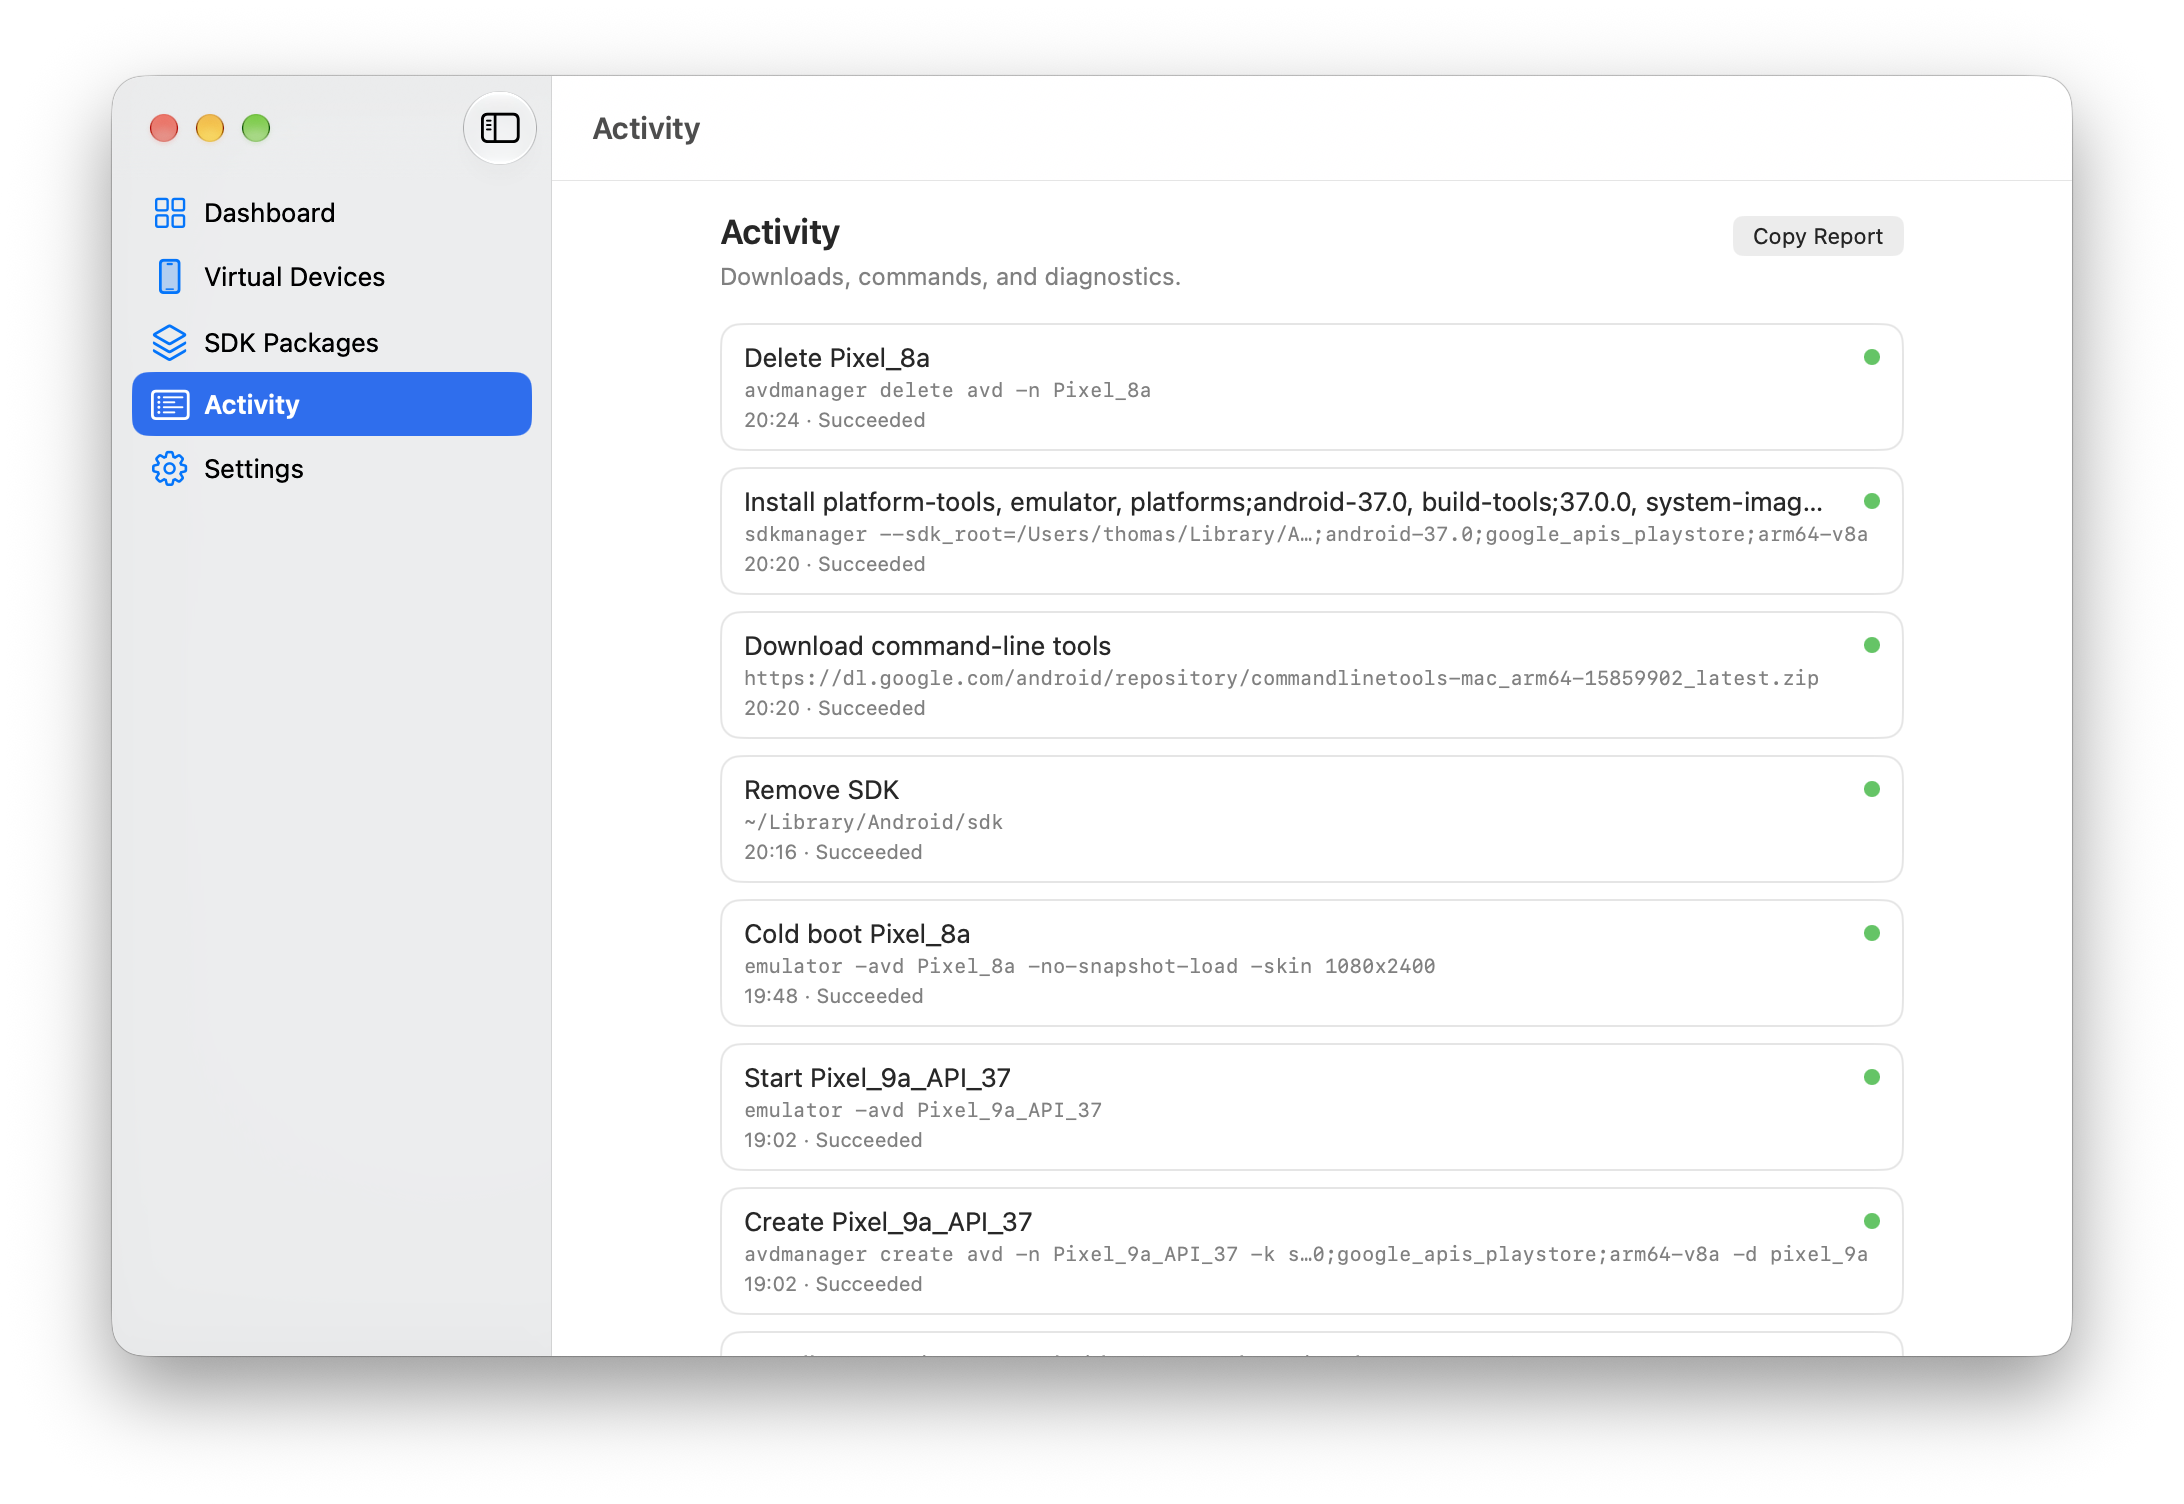 Activity
Dashboard
Virtual Devices
SDK Packages
Activity
Settings
Activity
Copy Report
Downloads, commands, and diagnostics.
Delete Pixel_8a
avdmanager delete avd -n Pixel_8a
20:24 · Succeeded
Install platform-tools, emulator, platforms;android-37.0, build-tools;37.0.0, system-imag...
sdkmanager --sdk_root=/Users/thomas/Library/A…;android-37.0;google_apis_playstore;arm64-v8a
20:20 · Succeeded
Download command-line tools
https://dl.google.com/android/repository/commandlinetools-mac_arm64-15859902_latest.zip
20:20 · Succeeded
Remove SDK
~/Library/Android/sdk
20:16 · Succeeded
Cold boot Pixel_8a
emulator -avd Pixel_8a -no-snapshot-load -skin 1080x2400
19:48 · Succeeded
Start Pixel_9a_API_37
emulator -avd Pixel_9a_API_37
19:02 · Succeeded
Create Pixel_9a_API_37
avdmanager create avd -n Pixel_9a_API_37 -k s…0;google_apis_playstore;arm64-v8a -d pixel_9a
19:02 · Succeeded